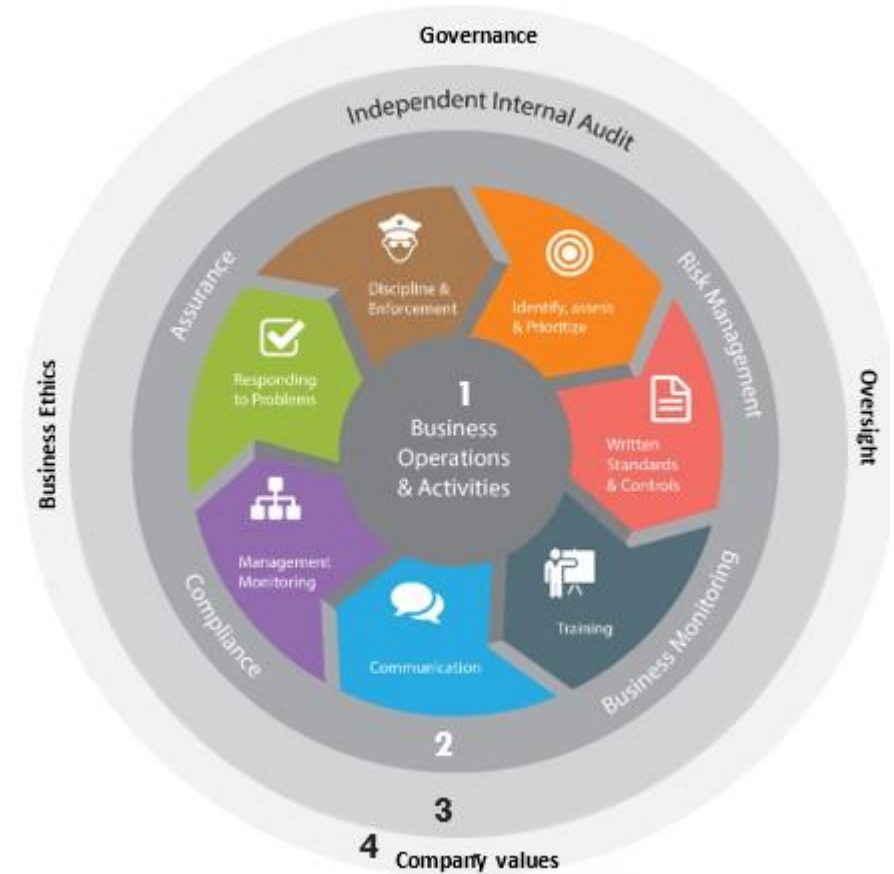 Governance
Independent Internal Audit
Assurance
Risk Management
Business Ethics
Oversight
Discipline &
Enforcement
Identify, assess
& Prioritize
Responding
to Problems
1
Business
Operations
& Activities
Written
Standards
& Controls
Management
Monitoring
Training
Communication
Compliance
Business Monitoring
2
3
4
Company values